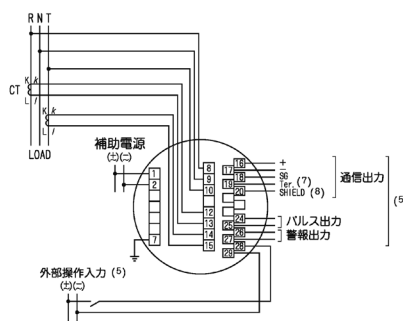 R N T
K k
CT
L l
K k
L l
LOAD
補助電源
(±)(−)
1
2
7
8
9
10
12
13
14
15
16
17
18
19
20
24
25
26
27
28
29
+
−
SG
Ter. (7)
SHIELD (8)
通信出力
(5
パルス出力
警報出力
外部操作入力 (5)
(±)(−)